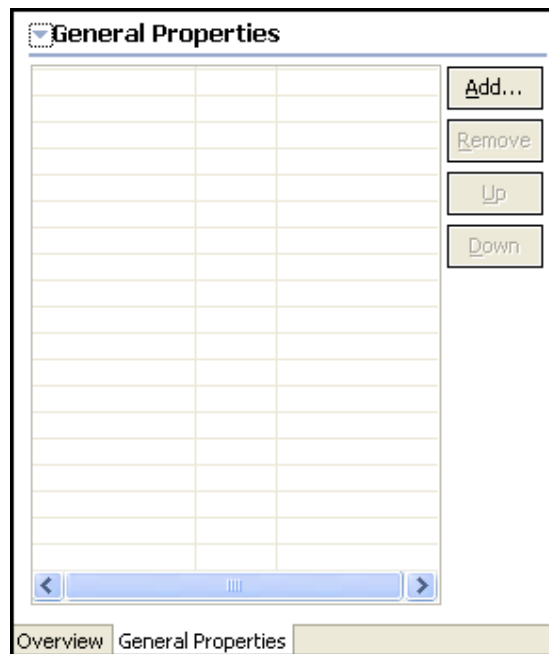 General Properties
Add...
Remove
Up
Down
Overview General Properties